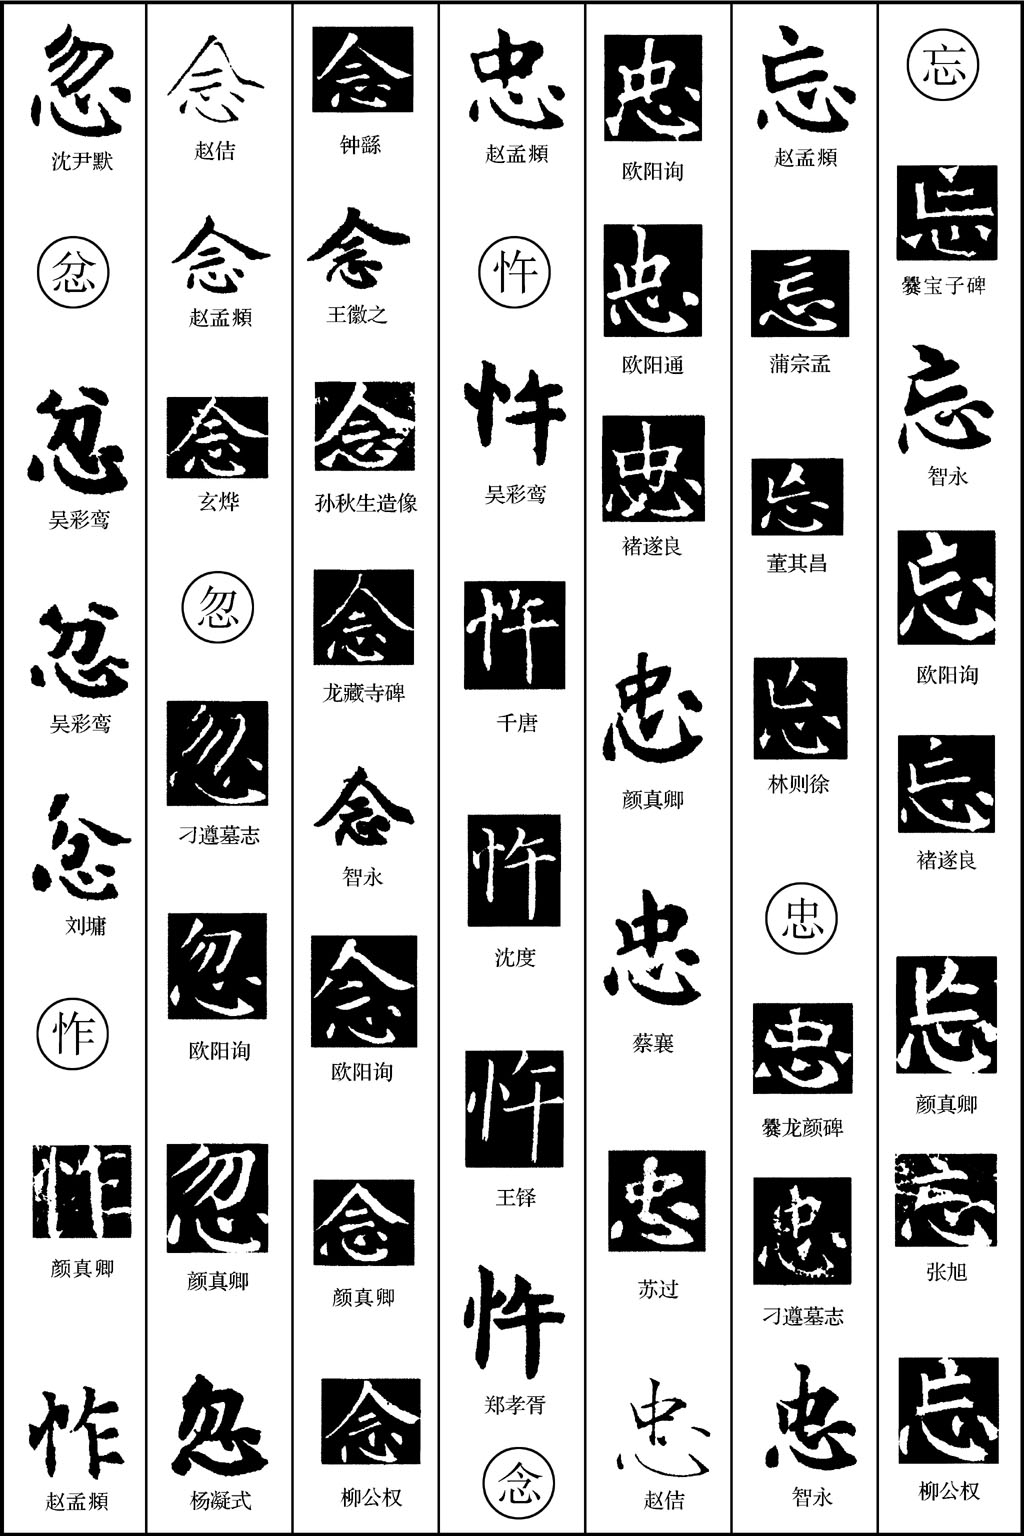 忘
忘
爨宝子碑
忘
智永
忘
欧阳询
忘
褚遂良
忘
颜真卿
忘
张旭
忘
柳公权
忘
赵孟頫
忘
蒲宗孟
忘
董其昌
忘
林则徐
忠
忠
爨龙颜碑
忠
刁遵墓志
忠
智永
忠
欧阳询
忠
欧阳通
忠
褚遂良
忠
颜真卿
忠
蔡襄
忠
苏过
忠
赵佶
忠
赵孟頫
忤
忤
吴彩鸾
忤
千唐
忤
沈度
忤
王铎
忤
郑孝胥
念
念
钟繇
念
王徽之
念
孙秋生造像
念
龙藏寺碑
念
智永
念
欧阳询
念
颜真卿
念
柳公权
念
赵佶
念
赵孟頫
念
玄烨
忽
忽
刁遵墓志
忽
欧阳询
忽
颜真卿
忽
杨凝式
忽
沈尹默
忿
忿
吴彩鸾
忿
吴彩鸾
忿
刘墉
怍
怍
颜真卿
怍
赵孟頫